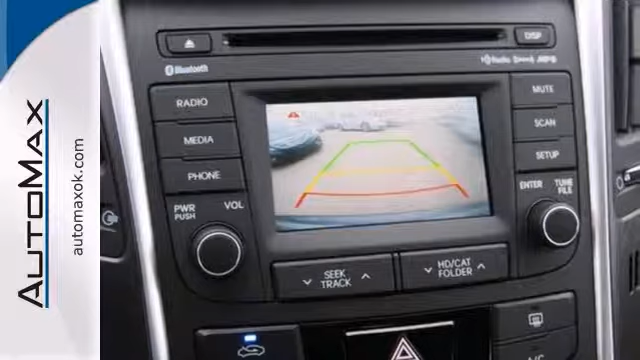 AUTOMAX
automaxok.com
DISP
Bluetooth
RADIO
MEDIA
PHONE
PWR
PUSH
VOL
MUTE
SCAN
SETUP
ENTER
TUNE
FILE
SEEK
TRACK
HD/CAT
FOLDER
A/C